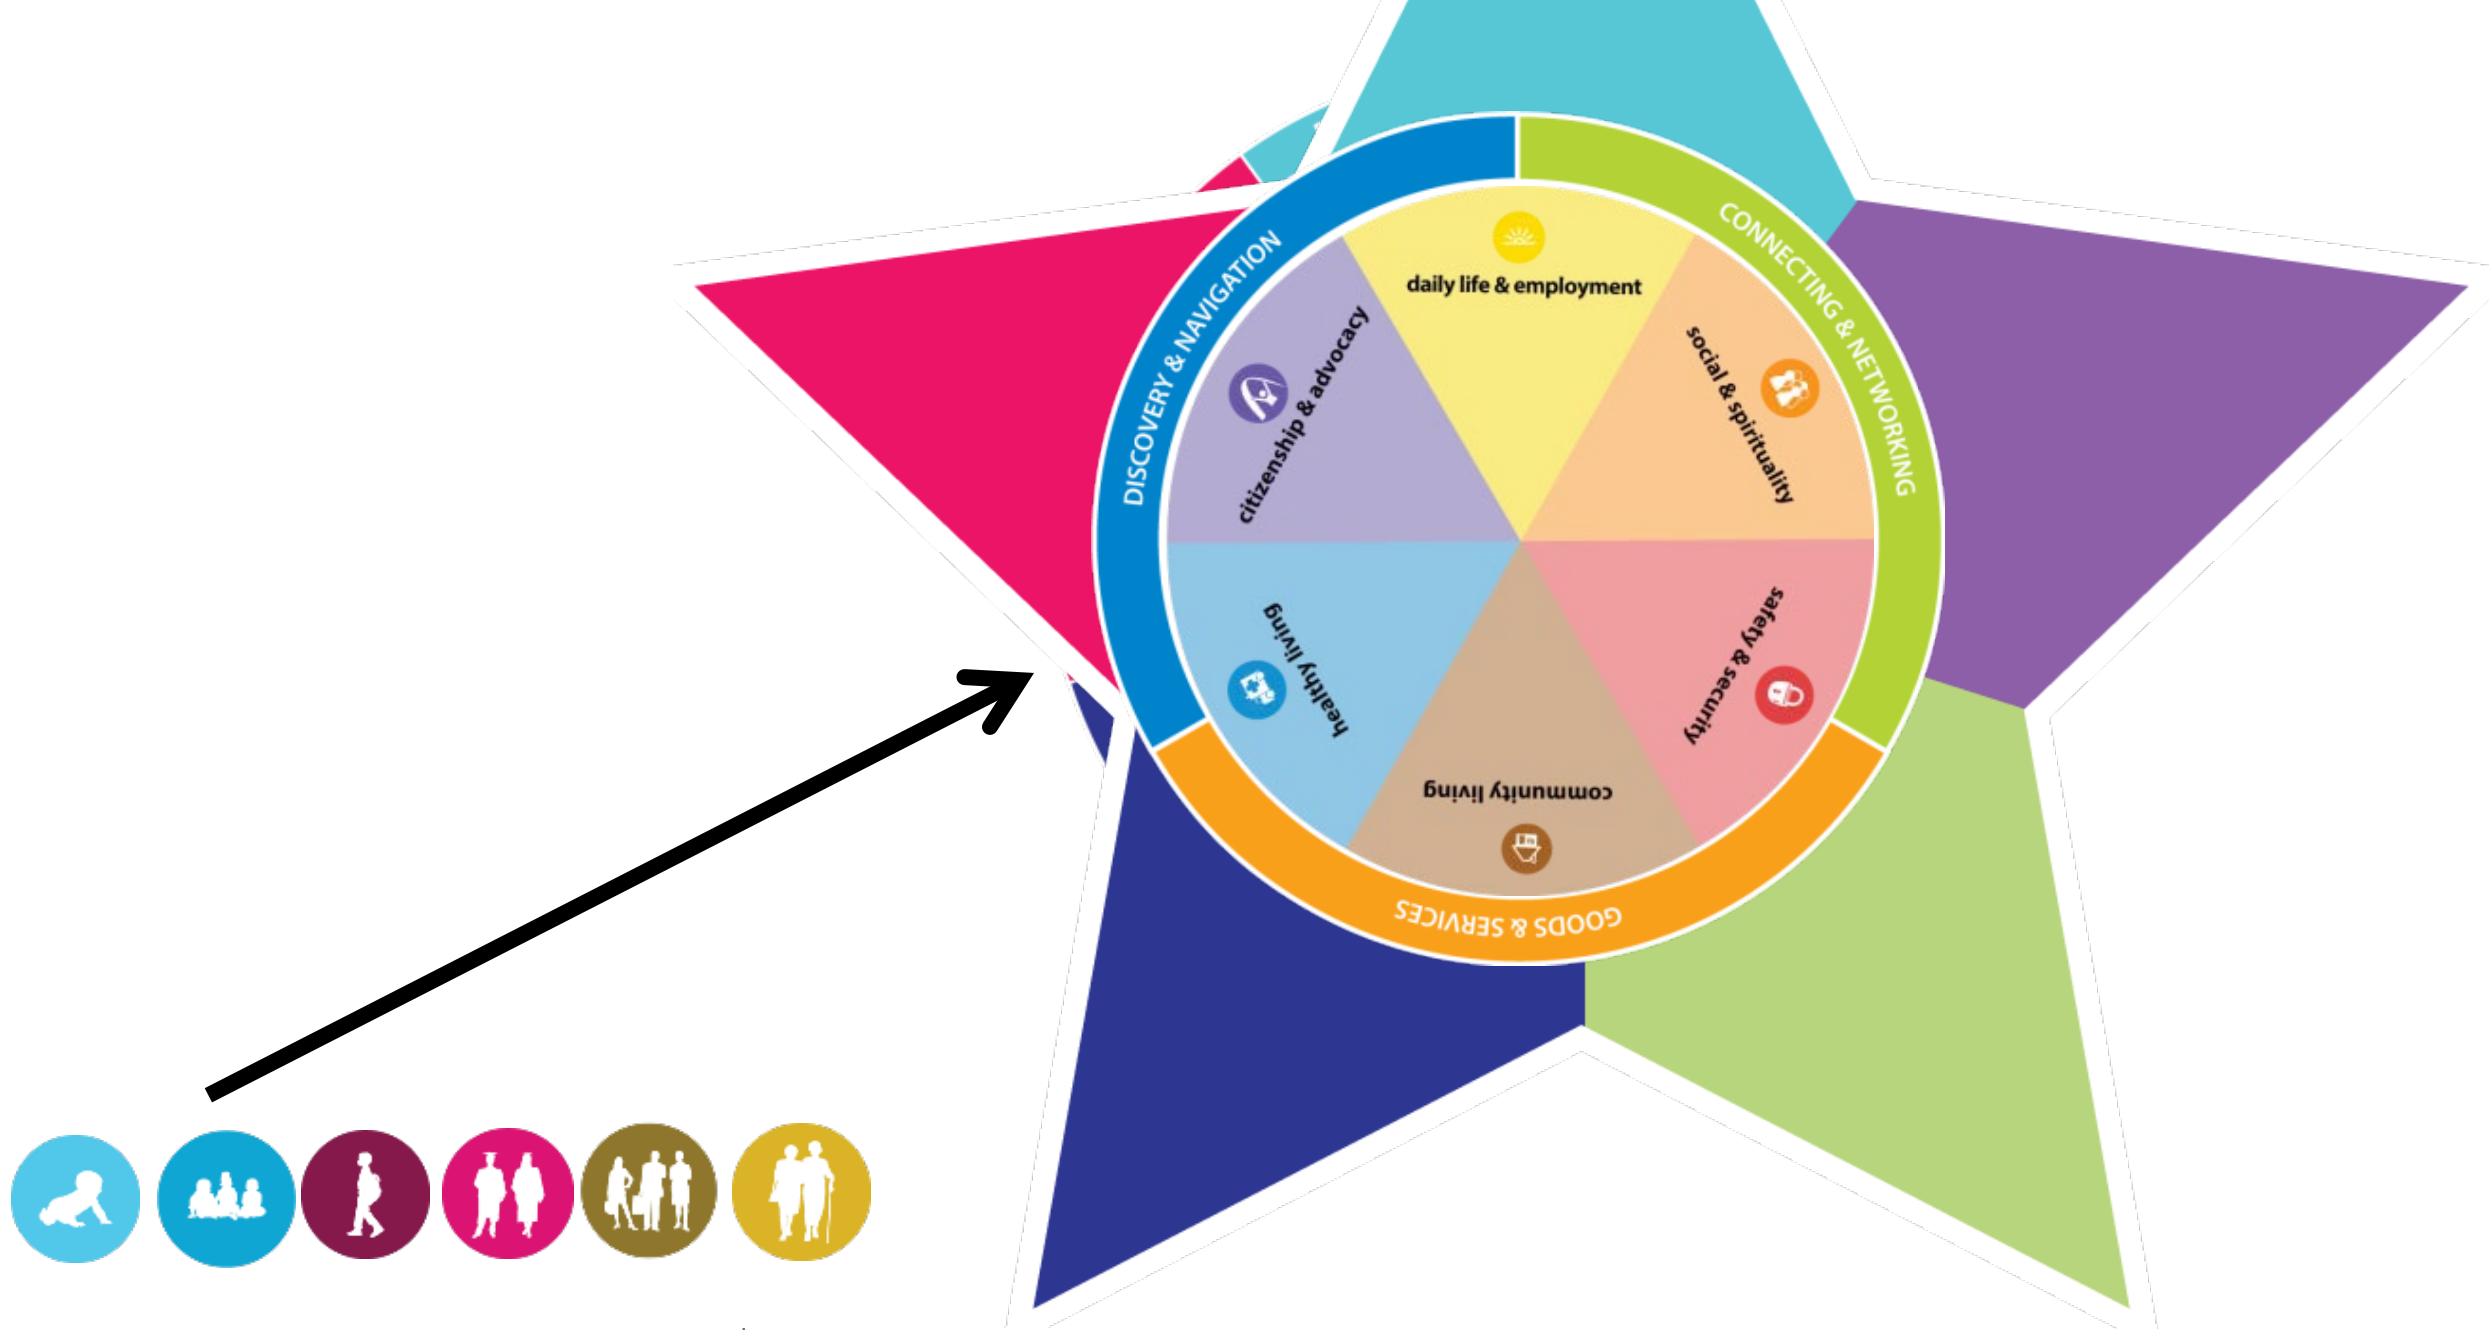 DISCOVERY & NAVIGATION
CONNECTING & NETWORKING
GOODS & SERVICES
daily life & employment
social & spirituality
safety & security
community living
healthy living
citizenship & advocacy